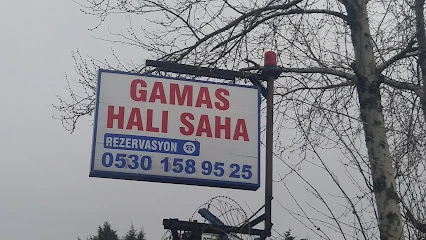 GAMAS
HALI SAHA
REZERVASYON
0530 158 95 25